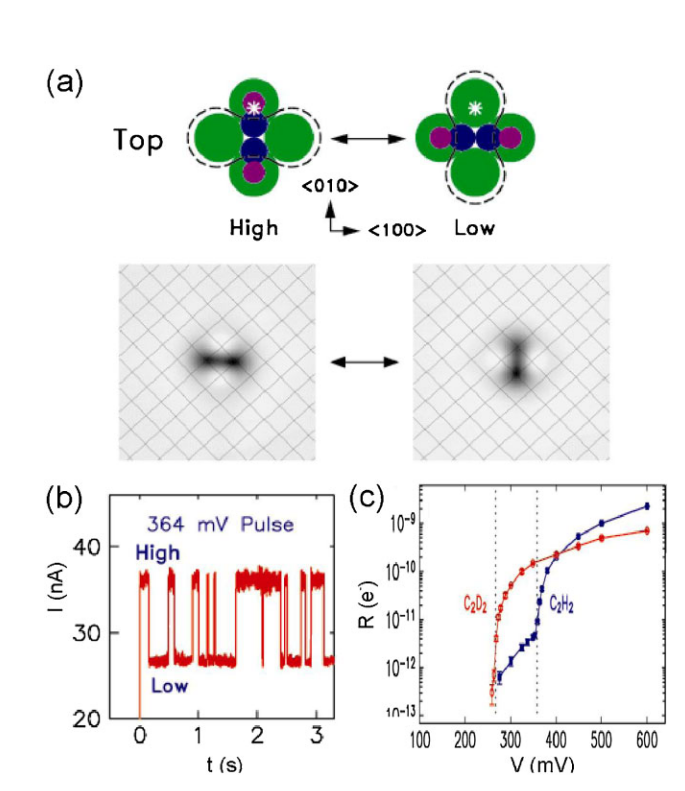 (a)
Top
<010>
High
<100>
Low
(b)
(c)
364 mV Pulse
High
Low
I (nA)
40
30
20
0
1
2
3
t (s)
R (e⁻)
10⁻⁹
10⁻¹⁰
10⁻¹¹
10⁻¹²
10⁻¹³
C₂D₂
C₂H₂
100
200
300
400
500
600
V (mV)